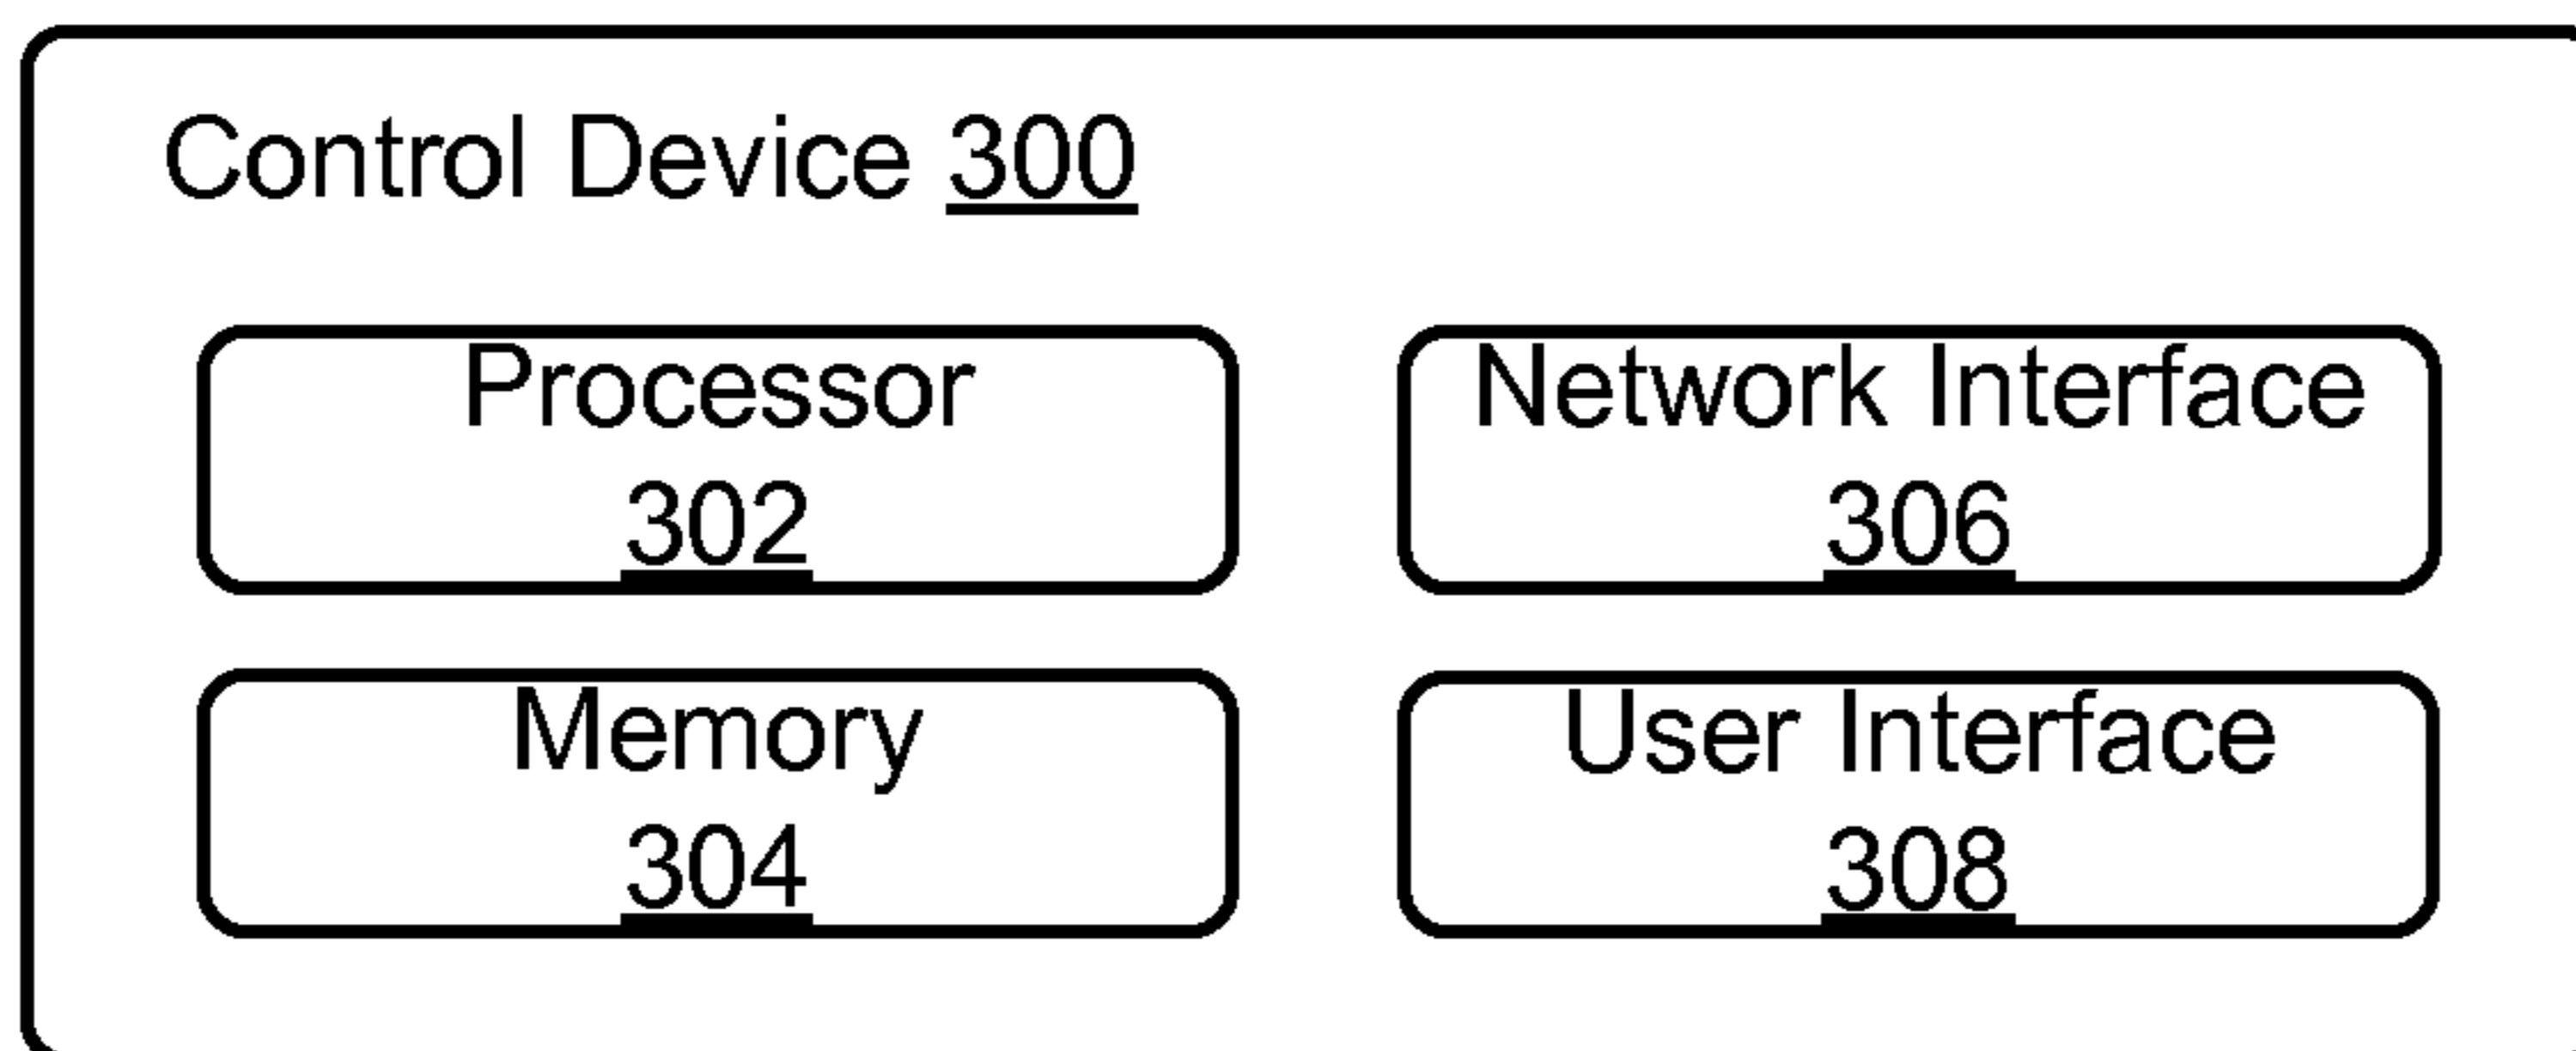 Control Device 300
Processor
302
Network Interface
306
Memory
304
User Interface
308